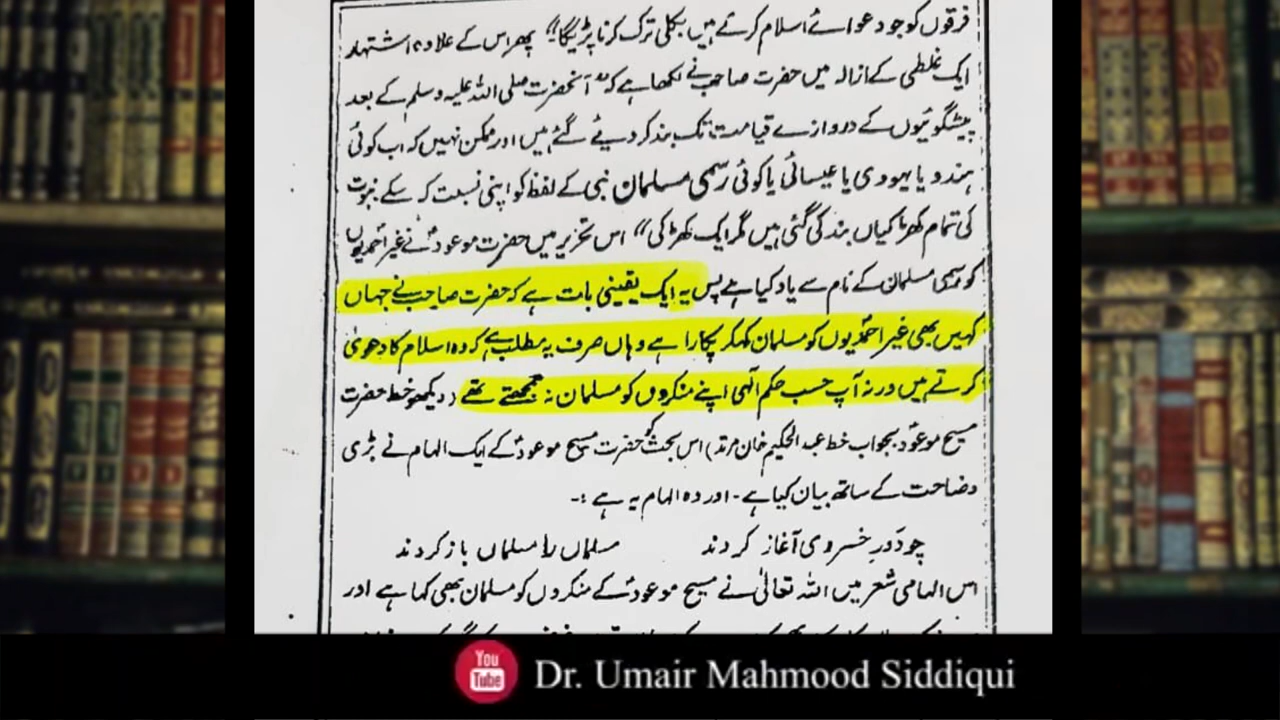 فرقوں کو جو دعوائے اسلام کرتے ہیں بکلی ترک کرنا پڑیگا" پھر اس کے علاوہ اشتہار
ایک غلطی کے ازالہ میں حضرت صاحب نے لکھا ہے کہ" آنحضرت صلی اللہ علیہ وسلم کے بعد
پیشگوئیوں کے دروازے قیامت تک بند کر دیئے گئے ہیں اور ممکن نہیں کہ اب کوئی
ہندو یا یہودی یا عیسائی یا کوئی رسمی مسلمان نبی کے لفظ کو اپنی نسبت کہ سکے نبوت
کی تمام کھڑکیاں بند کی گئی ہیں مگر ایک کھڑکی" اس تحریر میں حضرت موعودؑ نے غیر احمدیوں
کو رسمی مسلمان کے نام سے یاد کیا ہے پس یہ ایک یقینی بات ہے کہ حضرت صاحب نے جہاں
کہیں بھی غیر احمدیوں کو مسلمان کہکر پکارا ہے وہاں صرف یہ مطلب ہے کہ وہ اسلام کا دعویٰ
کرتے ہیں ورنہ آپ حسب حکم الٰہی اپنے منکروں کو مسلمان نہ سمجھتے تھے (دیکھو خط حضرت
مسیح موعودؑ بجواب خط عبد الحکیم خان مرتد) اس بحث کو حضرت مسیح موعودؑ کے ایک الہام نے بڑی
وضاحت کے ساتھ بیان کیا ہے - اور وہ الہام یہ ہے :-
چو دَورِ خسروی آغاز کردند مسلماں را مسلماں باز کردند
اس الہامی شعر میں اللہ تعالیٰ نے مسیح موعودؑ کے منکروں کو مسلمان بھی کہا ہے اور
You Tube Dr. Umair Mahmood Siddiqui